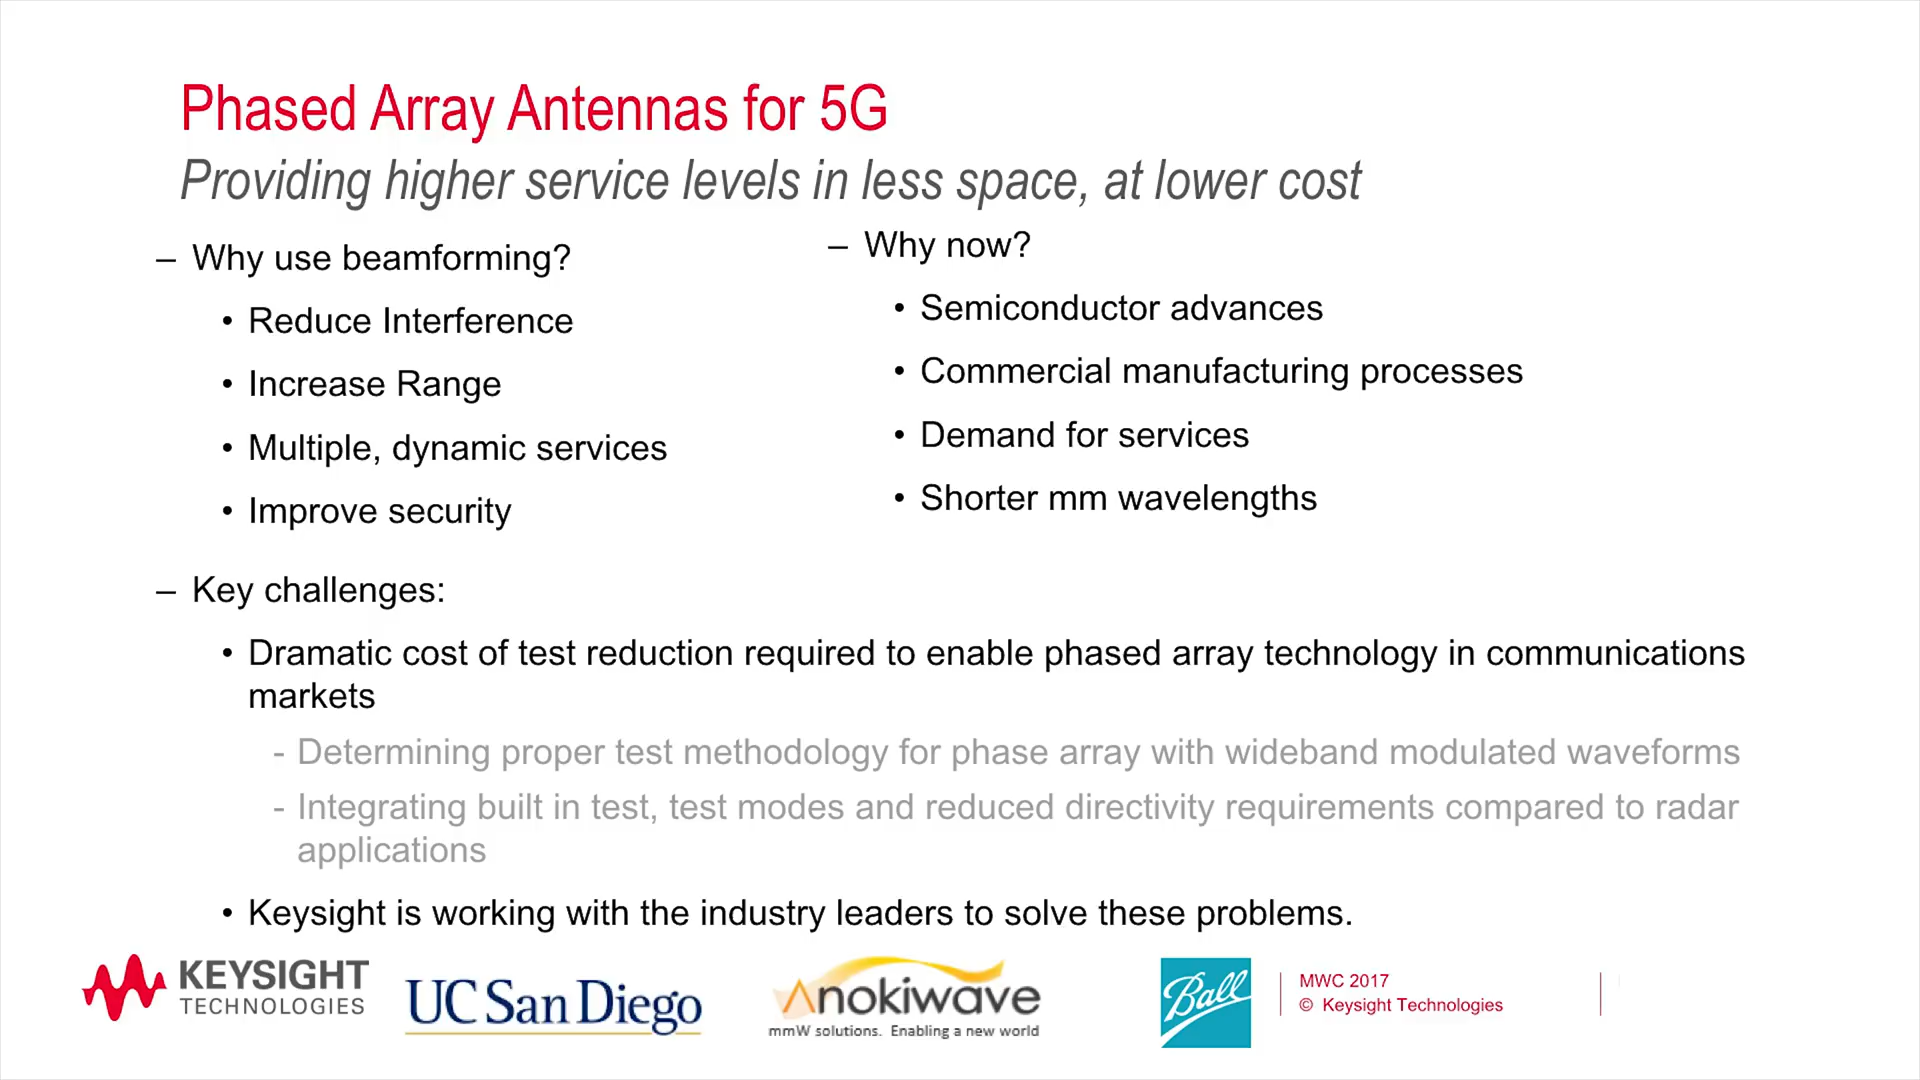 Phased Array Antennas for 5G
Providing higher service levels in less space, at lower cost
– Why use beamforming?
• Reduce Interference
• Increase Range
• Multiple, dynamic services
• Improve security
– Why now?
• Semiconductor advances
• Commercial manufacturing processes
• Demand for services
• Shorter mm wavelengths
– Key challenges:
• Dramatic cost of test reduction required to enable phased array technology in communications
markets
- Determining proper test methodology for phase array with wideband modulated waveforms
- Integrating built in test, test modes and reduced directivity requirements compared to radar
applications
• Keysight is working with the industry leaders to solve these problems.
KEYSIGHT
TECHNOLOGIES
UC San Diego
Anokiwave
mmW solutions. Enabling a new world
Ball
MWC 2017
© Keysight Technologies